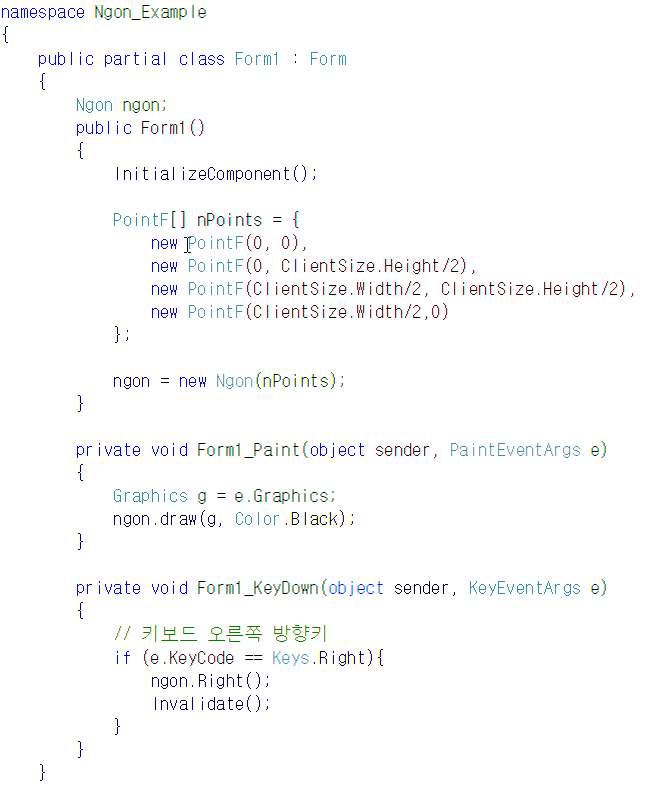 namespace Ngon_Example
{
public partial class Form1 : Form
{
Ngon ngon;
public Form1()
{
InitializeComponent();
PointF[] nPoints = {
new PointF(0, 0),
new PointF(0, ClientSize.Height/2),
new PointF(ClientSize.Width/2, ClientSize.Height/2),
new PointF(ClientSize.Width/2,0)
};
ngon = new Ngon(nPoints);
}
private void Form1_Paint(object sender, PaintEventArgs e)
{
Graphics g = e.Graphics;
ngon.draw(g, Color.Black);
}
private void Form1_KeyDown(object sender, KeyEventArgs e)
{
// 키보드 오른쪽 방향키
if (e.KeyCode == Keys.Right){
ngon.Right();
Invalidate();
}
}
}